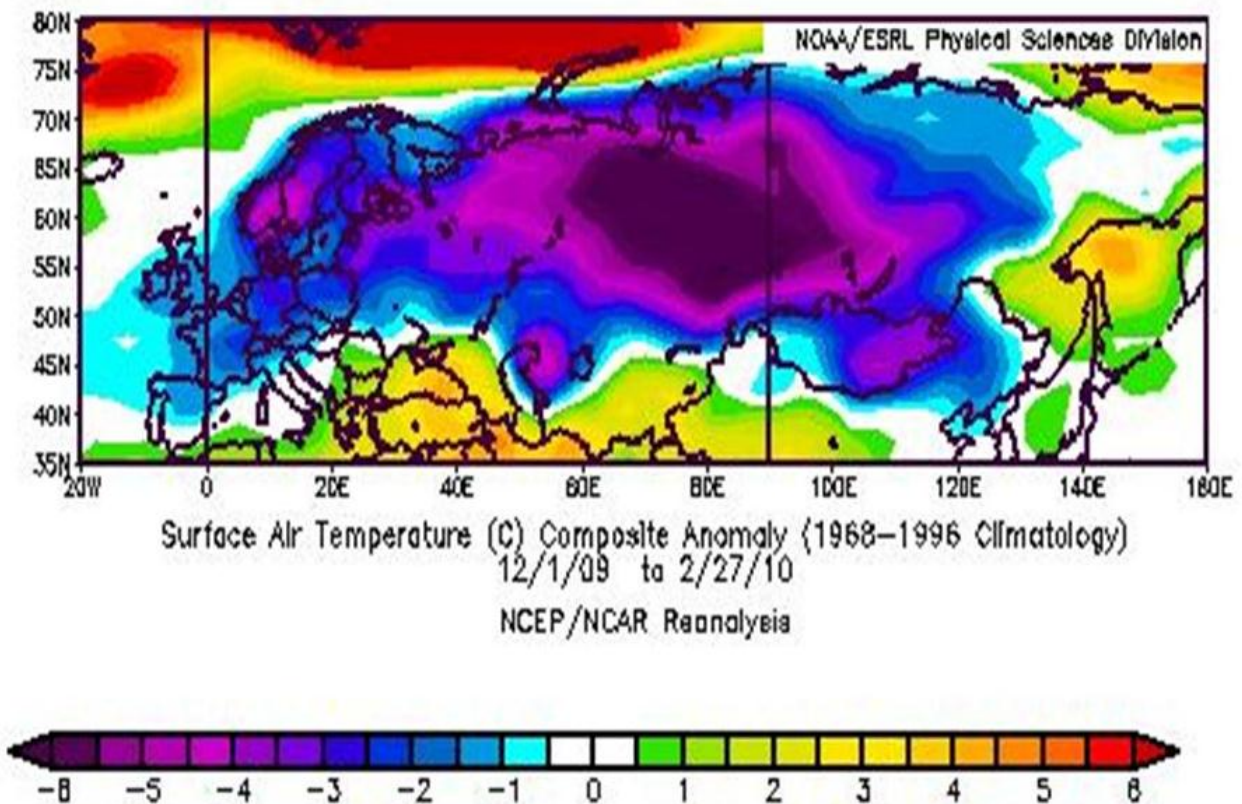 80N
NOAA/ESRL Physical Sciences Division
75N
70N
65N
60N
55N
50N
45N
40N
35N
20W 0 20E 40E 60E 80E 100E 120E 140E 160E
Surface Air Temperature (C) Composite Anomaly (1968–1996 Climatology)
12/1/09 to 2/27/10
NCEP/NCAR Reanalysis
−6 −5 −4 −3 −2 −1 0 1 2 3 4 5 6